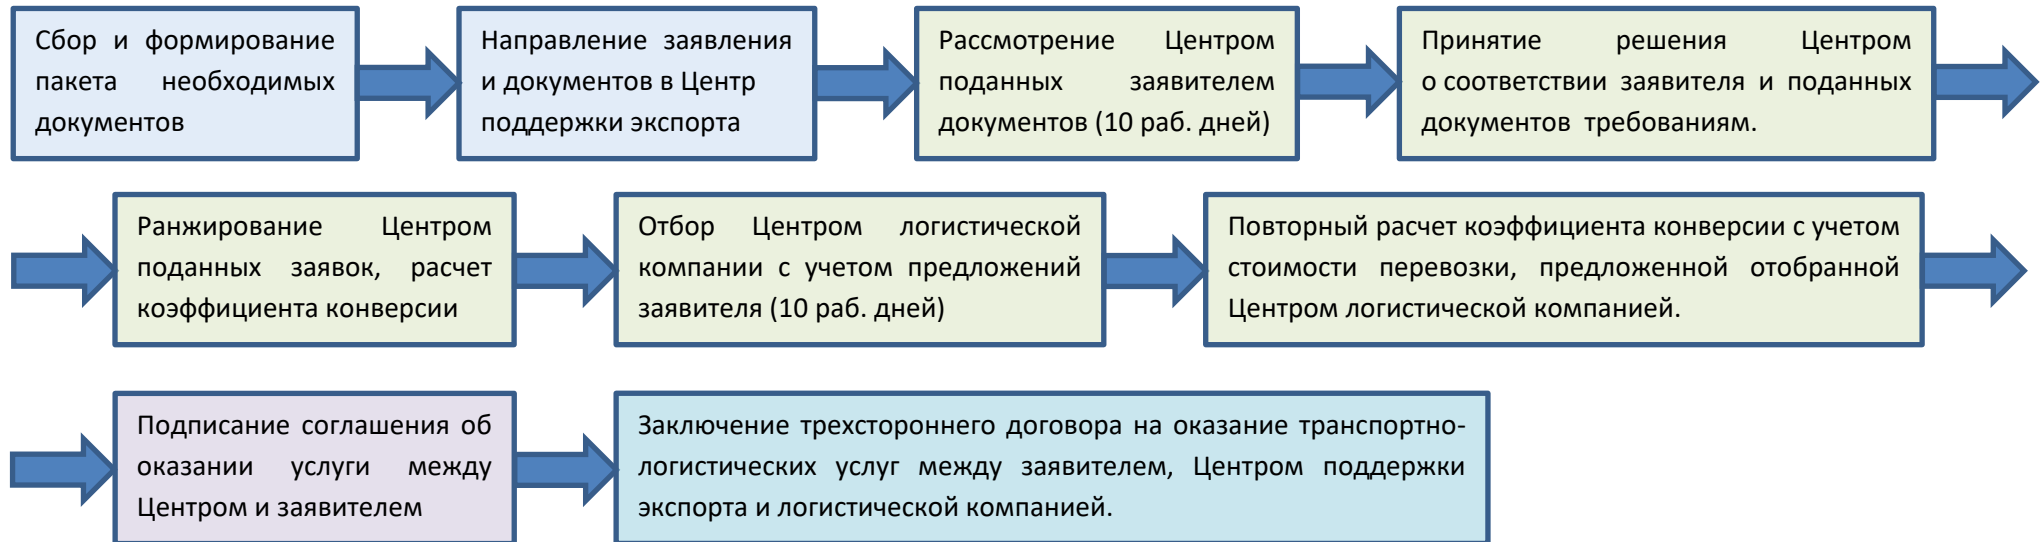 Сбор и формирование
пакета необходимых
документов
Направление заявления
и документов в Центр
поддержки экспорта
Рассмотрение Центром
поданных заявителем
документов (10 раб. дней)
Принятие решения Центром
о соответствии заявителя и поданных
документов требованиям.
Ранжирование Центром
поданных заявок, расчет
коэффициента конверсии
Отбор Центром логистической
компании с учетом предложений
заявителя (10 раб. дней)
Повторный расчет коэффициента конверсии с учетом
стоимости перевозки, предложенной отобранной
Центром логистической компанией.
Подписание соглашения об
оказании услуги между
Центром и заявителем
Заключение трехстороннего договора на оказание транспортно-
логистических услуг между заявителем, Центром поддержки
экспорта и логистической компанией.